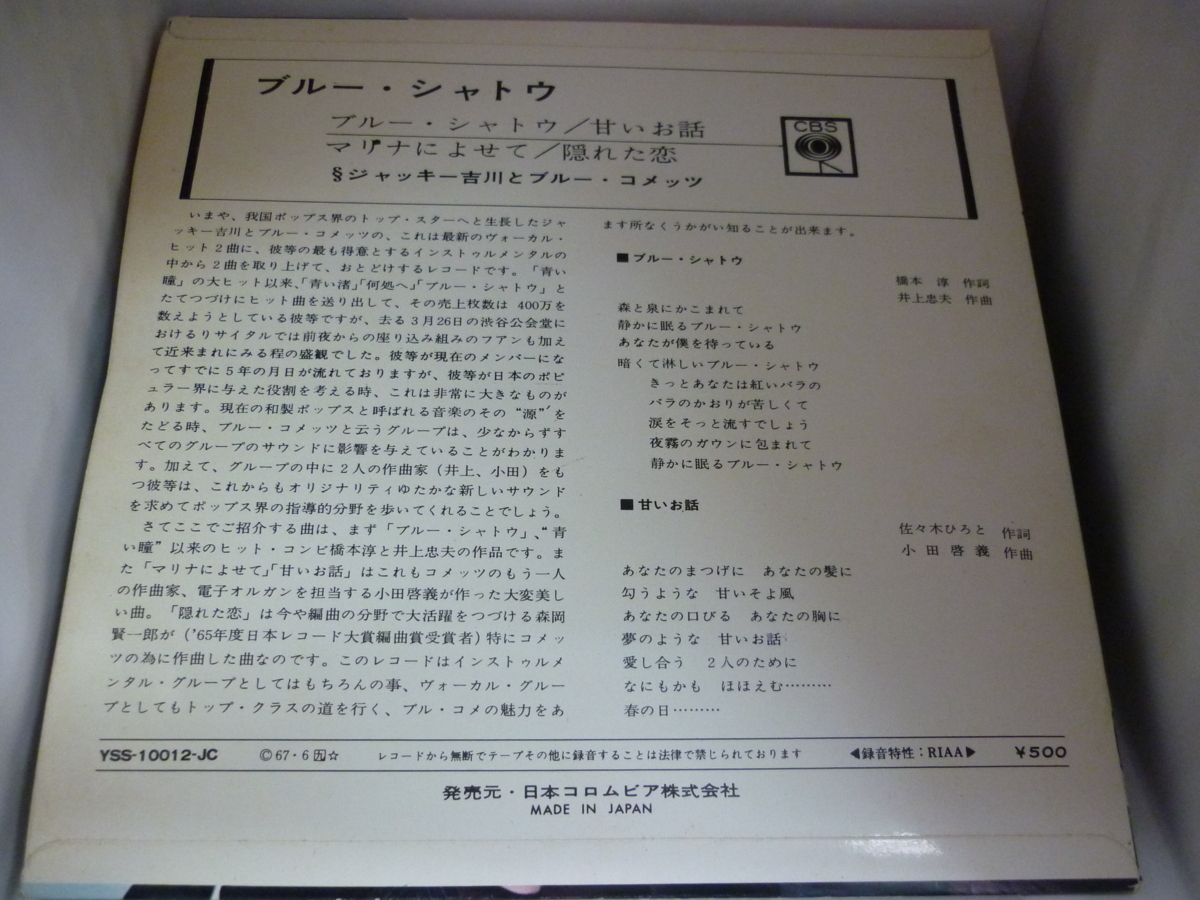 ブルー・シャトウ
ブルー・シャトウ／甘いお話
マリナによせて／隠れた恋
§ジャッキー吉川とブルー・コメッツ
CBS
いまや、我国ポップス界のトップ・スターへと生長したジャ
ッキー吉川とブルー・コメッツの、これは最新のヴォーカル・
ヒット2曲に、彼等の最も得意とするインストゥルメンタルの
中から2曲を取り上げて、おとどけするレコードです。「青い
瞳」の大ヒット以来、「青い渚」「何処へ」「ブルー・シャトウ」と
たてつづけにヒット曲を送り出して、その売上枚数は 400万を
数えようとしている彼等ですが、去る3月26日の渋谷公会堂に
おけるリサイタルでは前夜からの座り込み組みのフアンも加え
て近来まれにみる程の盛観でした。彼等が現在のメンバーにな
ってすでに5年の月日が流れておりますが、彼等が日本のポピ
ュラー界に与えた役割を考える時、これは非常に大きなものが
あります。現在の和製ポップスと呼ばれる音楽のその“源”を
たどる時、ブルー・コメッツと云うグループは、少なからずす
べてのグループのサウンドに影響を与えていることがわかりま
す。加えて、グループの中に2人の作曲家（井上、小田）をも
つ彼等は、これからもオリジナリティゆたかな新しいサウンド
を求めてポップス界の指導的分野を歩いてくれることでしょう。
さてここでご紹介する曲は、まず「ブルー・シャトウ」、“青
い瞳”以来のヒット・コンビ橋本淳と井上忠夫の作品です。ま
た「マリナによせて」「甘いお話」はこれもコメッツのもう一人
の作曲家、電子オルガンを担当する小田啓義が作った大変美し
い曲。「隠れた恋」は今や編曲の分野で大活躍をつづける森岡
賢一郎が（'65年度日本レコード大賞編曲賞受賞者）特にコメッ
ツの為に作曲した曲なのです。このレコードはインストゥルメ
ンタル・グループとしてはもちろんの事、ヴォーカル・グルー
プとしてもトップ・クラスの道を行く、ブル・コメの魅力をあ
ます所なくうかがい知ることが出来ます。
■ブルー・シャトウ
橋本 淳 作詞
井上忠夫 作曲
森と泉にかこまれて
静かに眠るブルー・シャトウ
あなたが僕を待っている
暗くて淋しいブルー・シャトウ
きっとあなたは紅いバラの
バラのかおりが苦しくて
涙をそっと流すでしょう
夜霧のガウンに包まれて
静かに眠るブルー・シャトウ
■甘いお話
佐々木ひろと 作詞
小田啓義 作曲
あなたのまつげに あなたの髪に
匂うような 甘いそよ風
あなたの口びる あなたの胸に
夢のような 甘いお話
愛し合う 2人のために
なにもかも ほほえむ………
春の日………
YSS-10012-JC ©67・6 ☆ レコードから無断でテープその他に録音することは法律で禁じられております ◀録音特性：RIAA▶ ¥500
発売元・日本コロムビア株式会社
MADE IN JAPAN